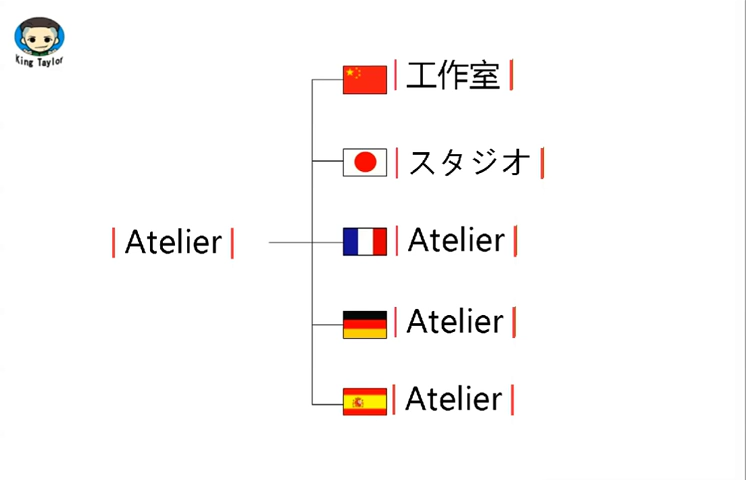 King Taylor
工作室
スタジオ
Atelier
Atelier
Atelier
Atelier